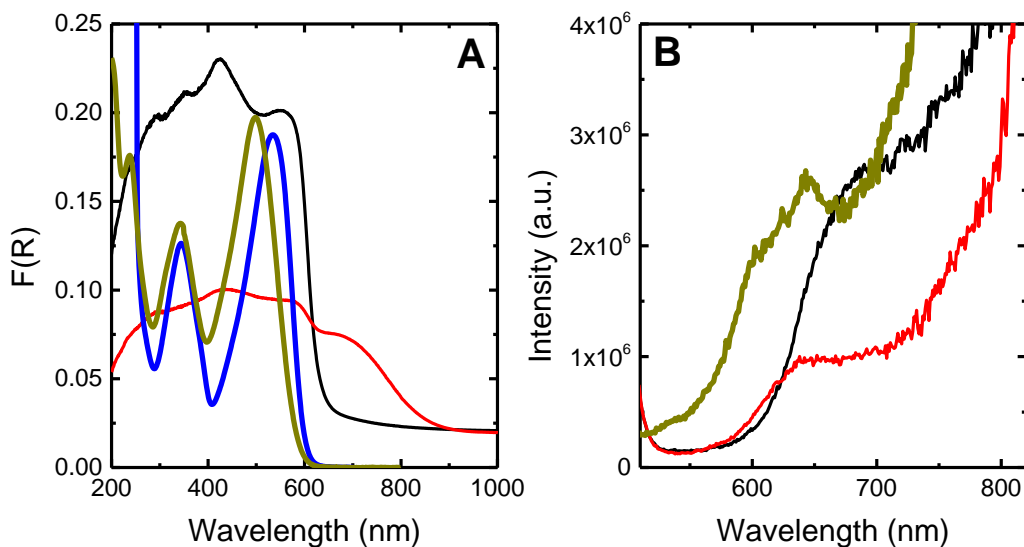 A
B
F(R)
0.25
0.20
0.15
0.10
0.05
0.00
200 400 600 800 1000
Wavelength (nm)
Intensity (a.u.)
4x10⁶
3x10⁶
2x10⁶
1x10⁶
0
600 700 800
Wavelength (nm)